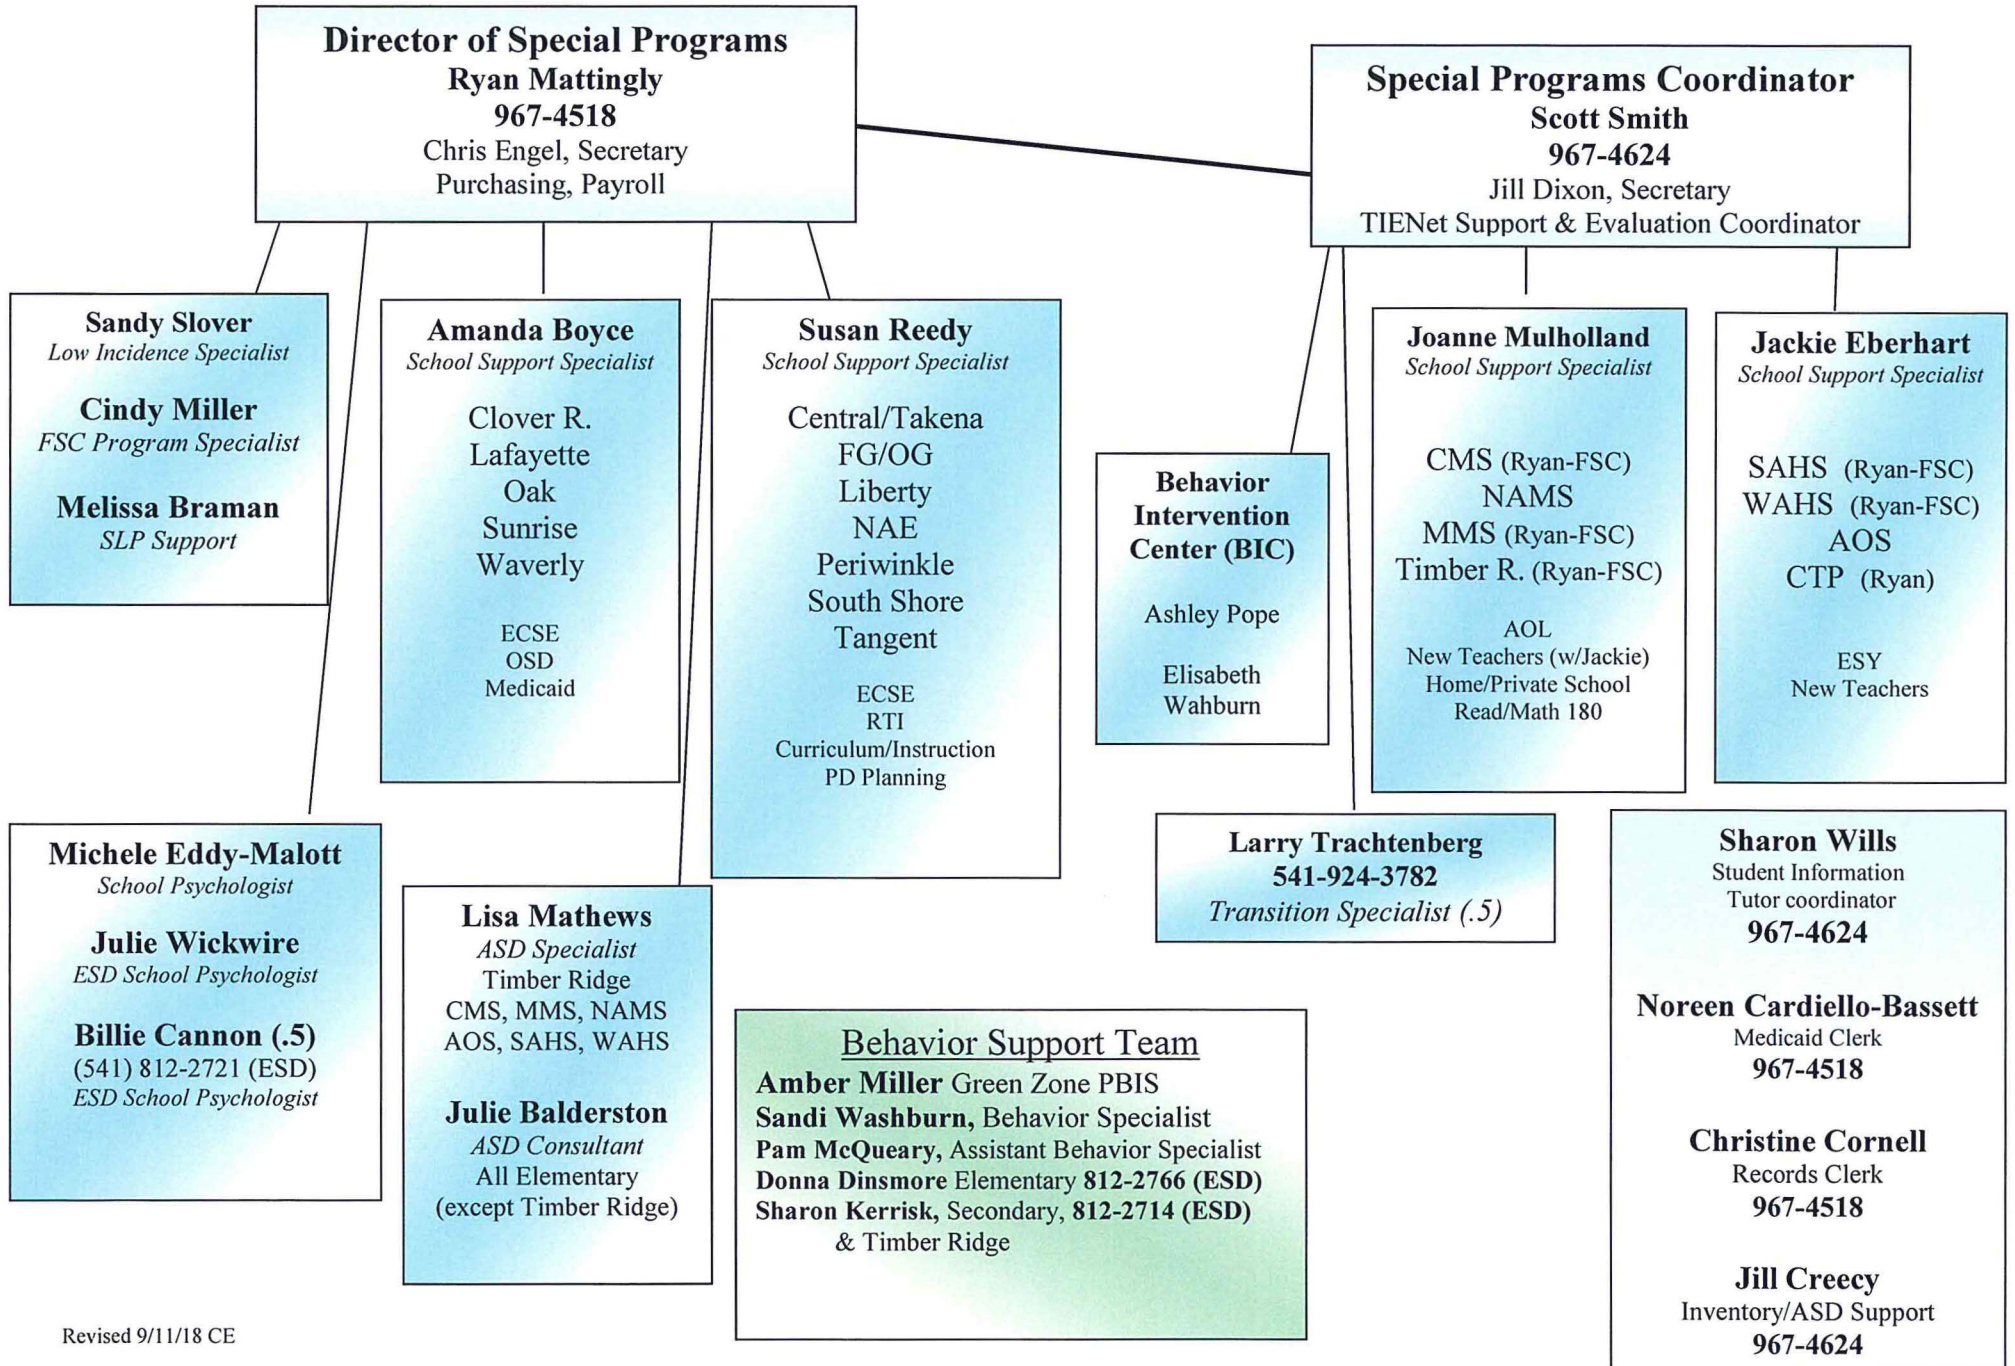 Director of Special Programs
Ryan Mattingly
967-4518
Chris Engel, Secretary
Purchasing, Payroll
Special Programs Coordinator
Scott Smith
967-4624
Jill Dixon, Secretary
TIENet Support & Evaluation Coordinator
Sandy Slover
Low Incidence Specialist
Cindy Miller
FSC Program Specialist
Melissa Braman
SLP Support
Amanda Boyce
School Support Specialist
Clover R.
Lafayette
Oak
Sunrise
Waverly
ECSE
OSD
Medicaid
Susan Reedy
School Support Specialist
Central/Takena
FG/OG
Liberty
NAE
Periwinkle
South Shore
Tangent
ECSE
RTI
Curriculum/Instruction
PD Planning
Behavior
Intervention
Center (BIC)
Ashley Pope
Elisabeth
Wahburn
Joanne Mulholland
School Support Specialist
CMS (Ryan-FSC)
NAMS
MMS (Ryan-FSC)
Timber R. (Ryan-FSC)
AOL
New Teachers (w/Jackie)
Home/Private School
Read/Math 180
Jackie Eberhart
School Support Specialist
SAHS (Ryan-FSC)
WAHS (Ryan-FSC)
AOS
CTP (Ryan)
ESY
New Teachers
Michele Eddy-Malott
School Psychologist
Julie Wickwire
ESD School Psychologist
Billie Cannon (.5)
(541) 812-2721 (ESD)
ESD School Psychologist
Lisa Mathews
ASD Specialist
Timber Ridge
CMS, MMS, NAMS
AOS, SAHS, WAHS
Julie Balderston
ASD Consultant
All Elementary
(except Timber Ridge)
Larry Trachtenberg
541-924-3782
Transition Specialist (.5)
Behavior Support Team
Amber Miller Green Zone PBIS
Sandi Washburn, Behavior Specialist
Pam McQueary, Assistant Behavior Specialist
Donna Dinsmore Elementary 812-2766 (ESD)
Sharon Kerrisk, Secondary, 812-2714 (ESD)
& Timber Ridge
Sharon Wills
Student Information
Tutor coordinator
967-4624
Noreen Cardiello-Bassett
Medicaid Clerk
967-4518
Christine Cornell
Records Clerk
967-4518
Jill Creecy
Inventory/ASD Support
967-4624
Revised 9/11/18 CE